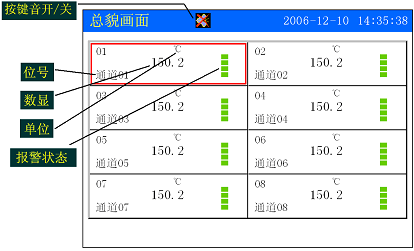 按键音开/关
总貌画面 2006-12-10 14:35:38
位号
数显
单位
报警状态
01 ℃
150.2
通道01
02 ℃
150.2
通道02
03 ℃
150.2
通道03
04 ℃
150.2
通道04
05 ℃
150.2
通道05
06 ℃
150.2
通道06
07 ℃
150.2
通道07
08 ℃
150.2
通道08